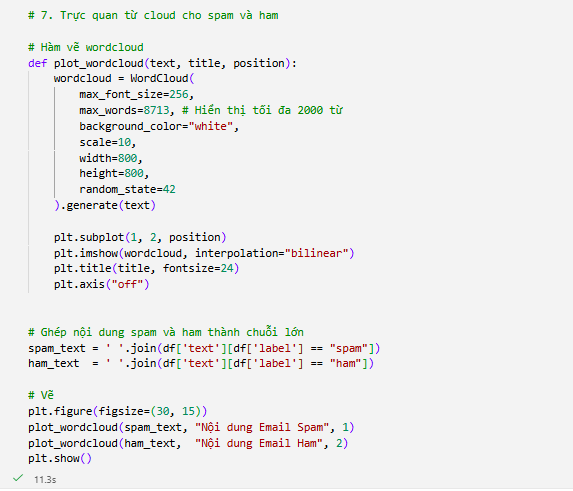 # 7. Trực quan từ cloud cho spam và ham
# Hàm vẽ wordcloud
def plot_wordcloud(text, title, position):
    wordcloud = WordCloud(
        max_font_size=256,
        max_words=8713, # Hiển thị tối đa 2000 từ
        background_color="white",
        scale=10,
        width=800,
        height=800,
        random_state=42
    ).generate(text)
    plt.subplot(1, 2, position)
    plt.imshow(wordcloud, interpolation="bilinear")
    plt.title(title, fontsize=24)
    plt.axis("off")
# Ghép nội dung spam và ham thành chuỗi lớn
spam_text = ' '.join(df['text'][df['label'] == "spam"])
ham_text  = ' '.join(df['text'][df['label'] == "ham"])
# Vẽ
plt.figure(figsize=(30, 15))
plot_wordcloud(spam_text, "Nội dung Email Spam", 1)
plot_wordcloud(ham_text,  "Nội dung Email Ham", 2)
plt.show()
11.3s